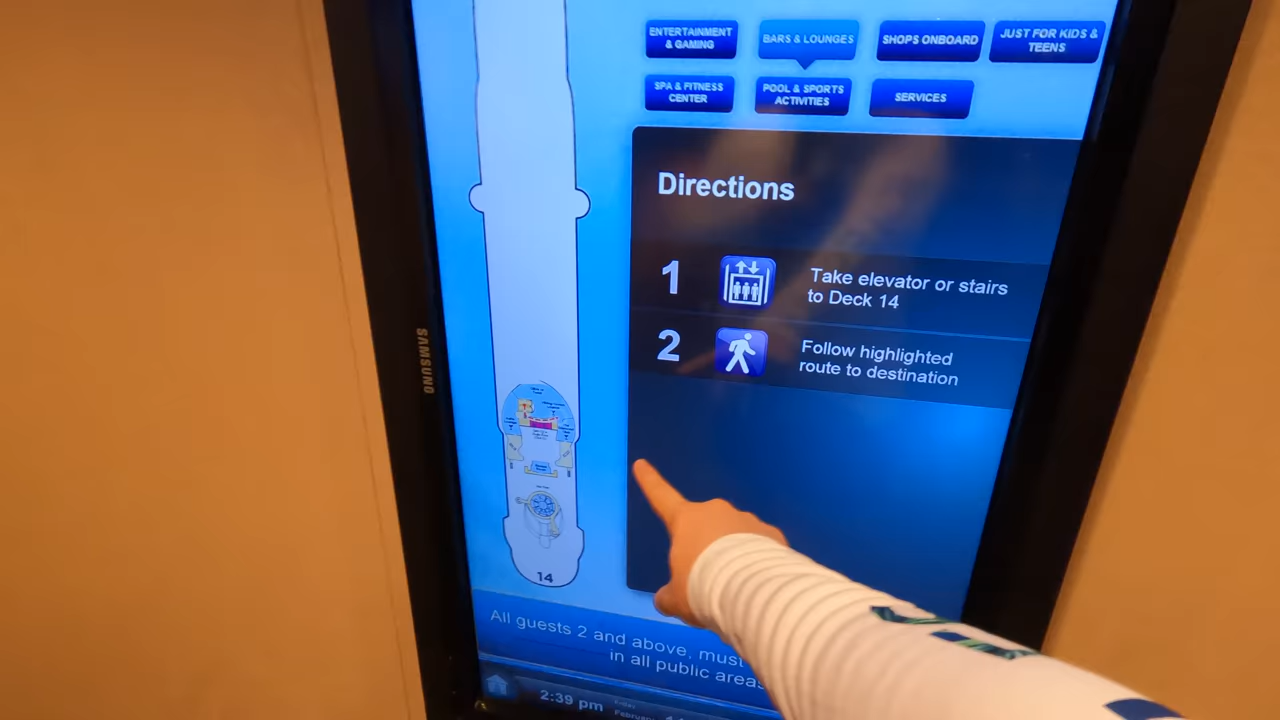 ENTERTAINMENT
& GAMING
BARS & LOUNGES
SHOPS ONBOARD
JUST FOR KIDS &
TEENS
SPA & FITNESS
CENTER
POOL & SPORTS
ACTIVITIES
SERVICES
Directions
1
Take elevator or stairs
to Deck 14
2
Follow highlighted
route to destination
SAMSUNG
14
All guests 2 and above, must
in all public
2:39 pm